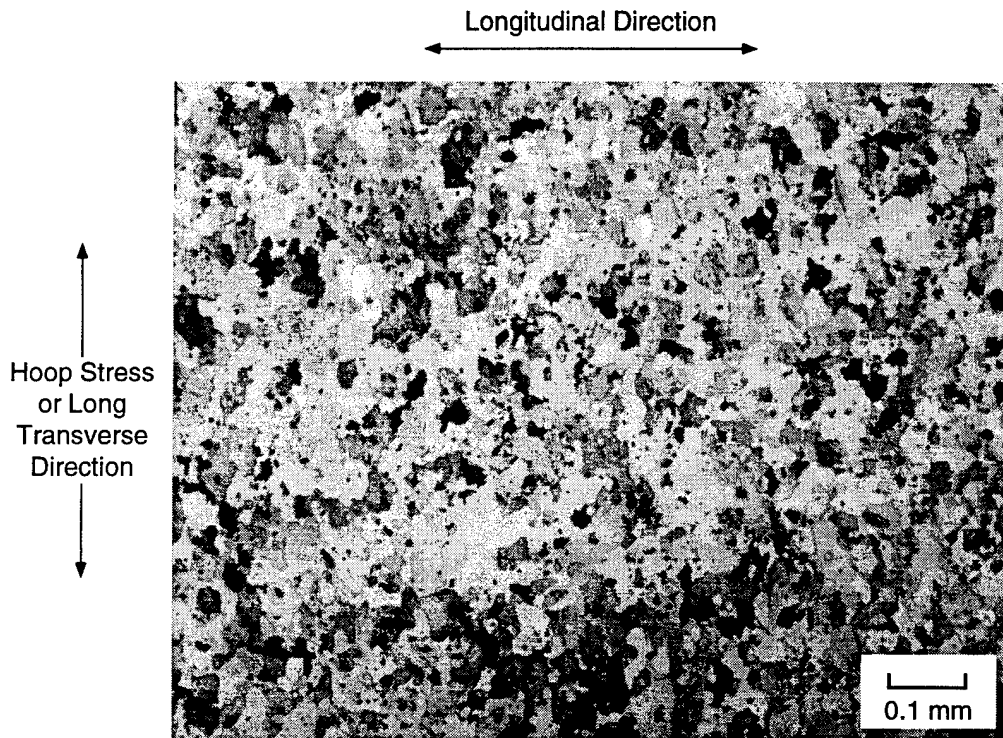 Longitudinal Direction
Hoop Stress
or Long
Transverse
Direction
0.1 mm